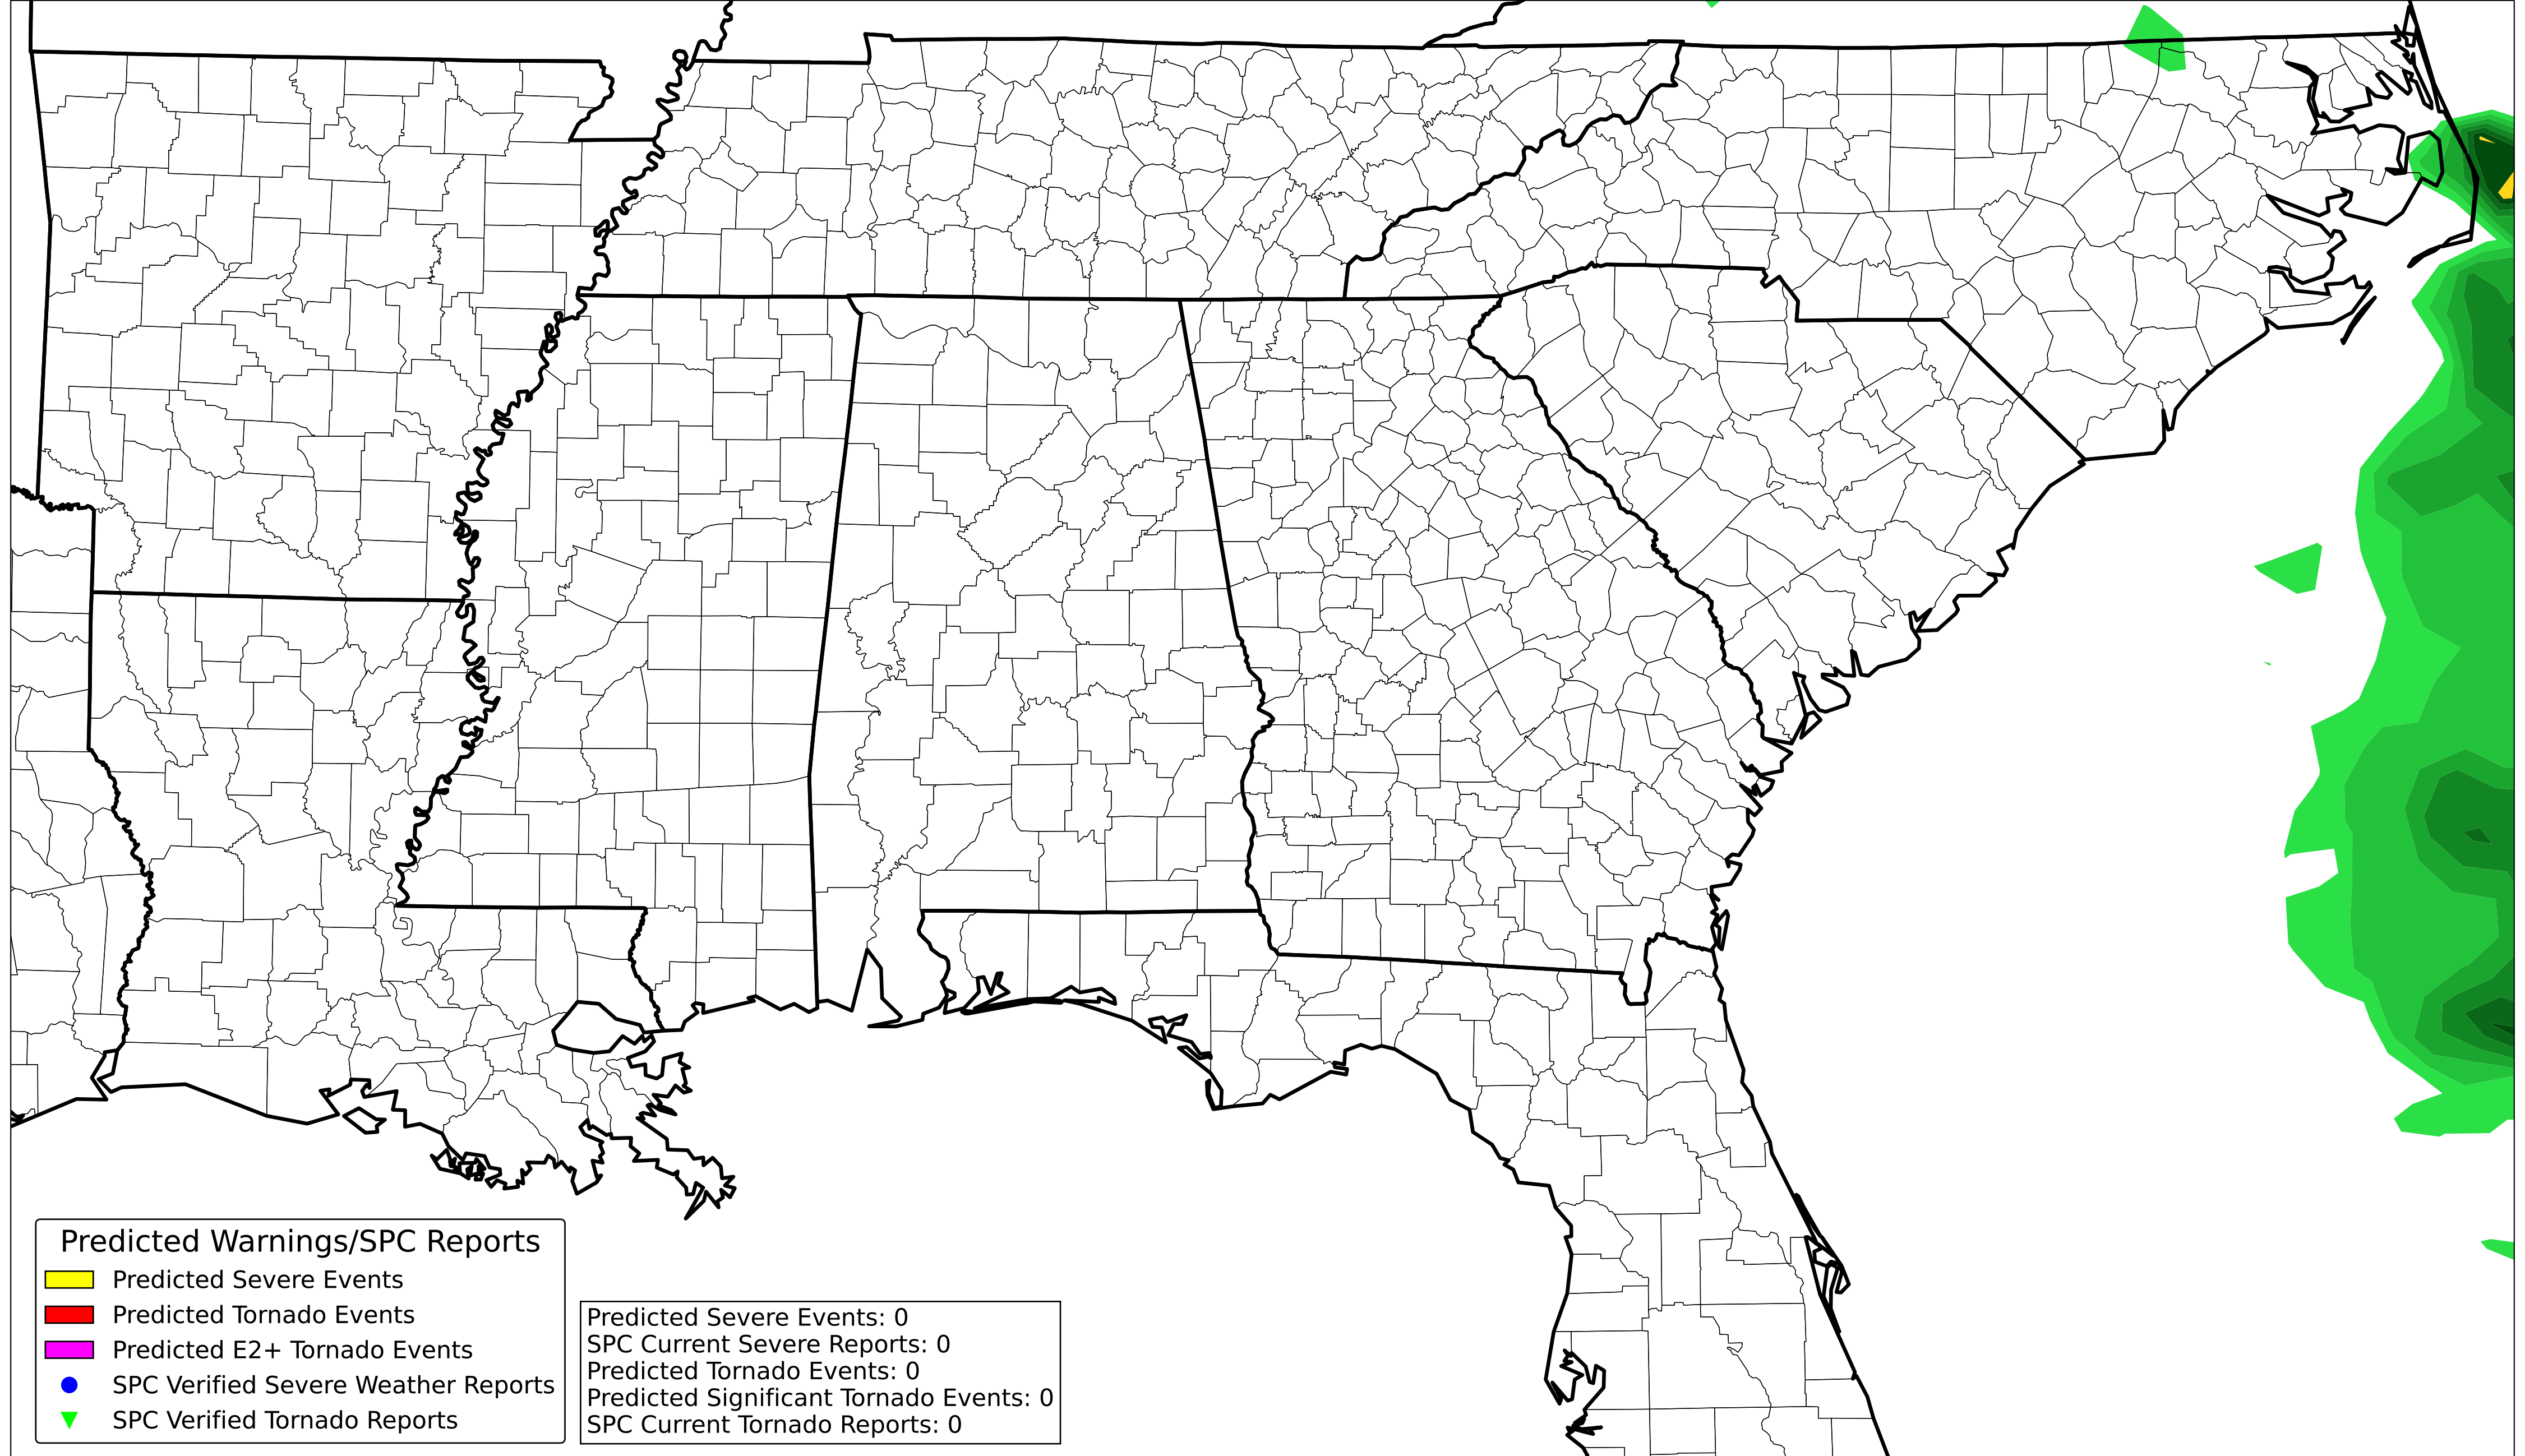 Predicted Warnings/SPC Reports
Predicted Severe Events
Predicted Tornado Events
Predicted E2+ Tornado Events
SPC Verified Severe Weather Reports
SPC Verified Tornado Reports
Predicted Severe Events: 0
SPC Current Severe Reports: 0
Predicted Tornado Events: 0
Predicted Significant Tornado Events: 0
SPC Current Tornado Reports: 0